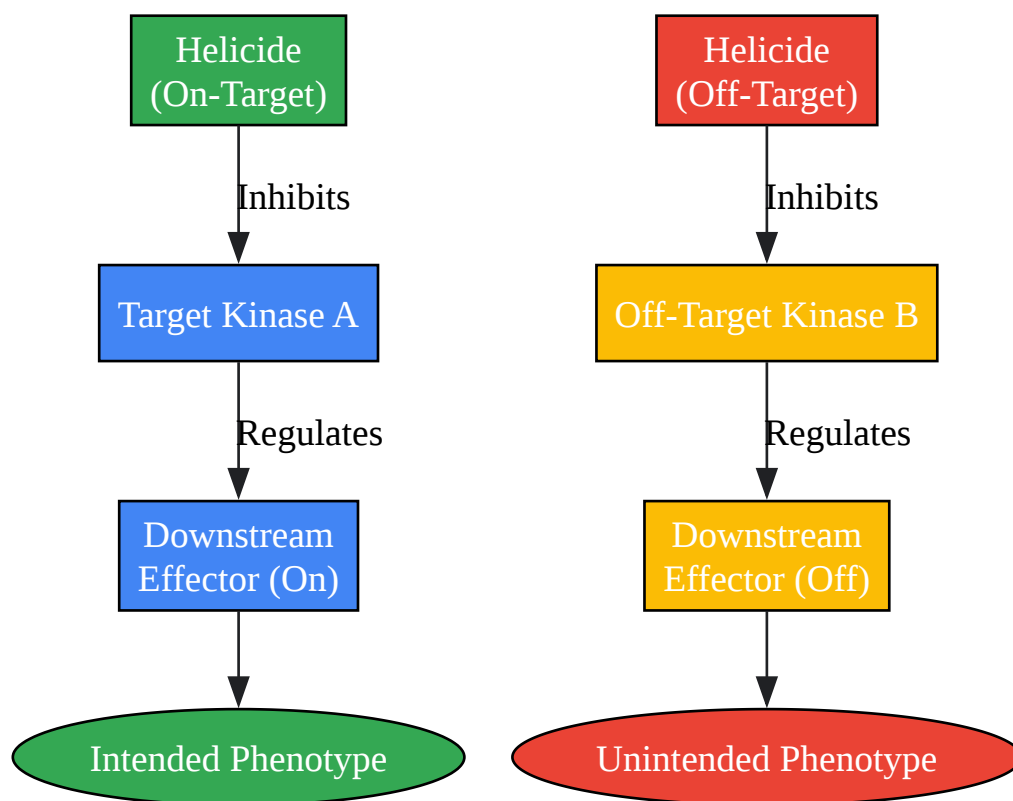 Helicide
(On-Target)
Inhibits
Target Kinase A
Regulates
Downstream
Effector (On)
Intended Phenotype
Helicide
(Off-Target)
Inhibits
Off-Target Kinase B
Regulates
Downstream
Effector (Off)
Unintended Phenotype